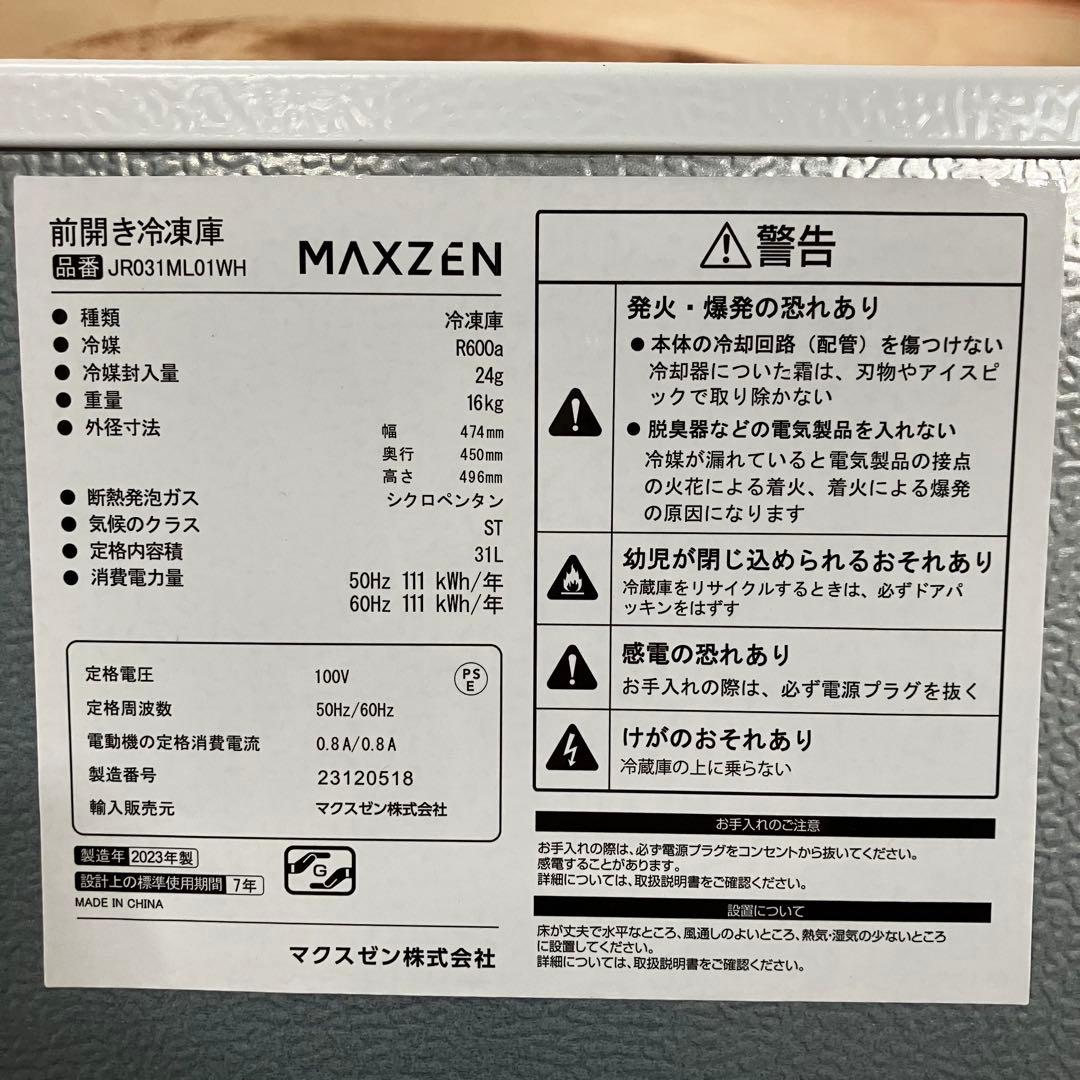 前開き冷凍庫
品番 JR031ML01WH
MAXZEN
● 種類 冷凍庫
● 冷媒 R600a
● 冷媒封入量 24g
● 重量 16kg
● 外径寸法 幅 474mm
奥行 450mm
高さ 496mm
● 断熱発泡ガス シクロペンタン
● 気候のクラス ST
● 定格内容積 31L
● 消費電力量 50Hz 111 kWh/年
60Hz 111 kWh/年
定格電圧 100V
PS
E
定格周波数 50Hz/60Hz
電動機の定格消費電流 0.8A/0.8A
製造番号 23120518
輸入販売元 マクスゼン株式会社
製造年 2023年製
設計上の標準使用期間 7年
MADE IN CHINA
G
マクスゼン株式会社
警告
発火・爆発の恐れあり
● 本体の冷却回路（配管）を傷つけない
冷却器についた霜は、刃物やアイスピ
ックで取り除かない
● 脱臭器などの電気製品を入れない
冷媒が漏れていると電気製品の接点
の火花による着火、着火による爆発
の原因になります
幼児が閉じ込められるおそれあり
冷蔵庫をリサイクルするときは、必ずドアパ
ッキンをはずす
感電の恐れあり
お手入れの際は、必ず電源プラグを抜く
けがのおそれあり
冷蔵庫の上に乗らない
お手入れのご注意
お手入れの際は、必ず電源プラグをコンセントから抜いてください。
感電することがあります。
詳細については、取扱説明書をご確認ください。
設置について
床が丈夫で水平なところ、風通しのよいところ、熱気・湿気の少ないところ
に設置してください。
詳細については、取扱説明書をご確認ください。